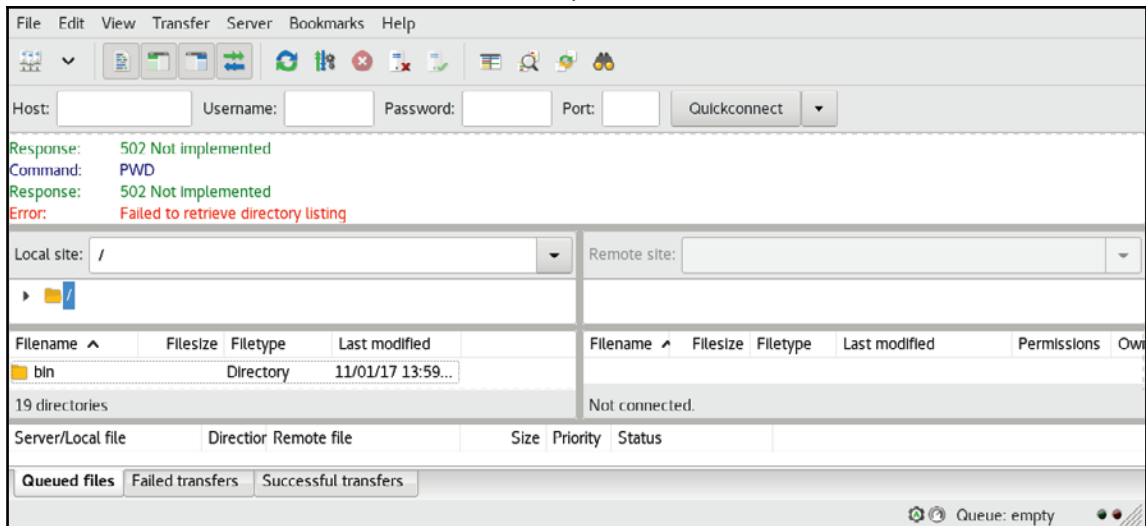 File Edit View Transfer Server Bookmarks Help
Host: Username: Password: Port: Quickconnect
Response: 502 Not implemented
Command: PWD
Response: 502 Not implemented
Error: Failed to retrieve directory listing
Local site: / Remote site:
/
Filename Filesize Filetype Last modified Filename Filesize Filetype Last modified Permissions Own
bin Directory 11/01/17 13:59...
19 directories Not connected.
Server/Local file Direction Remote file Size Priority Status
Queued files Failed transfers Successful transfers
Queue: empty